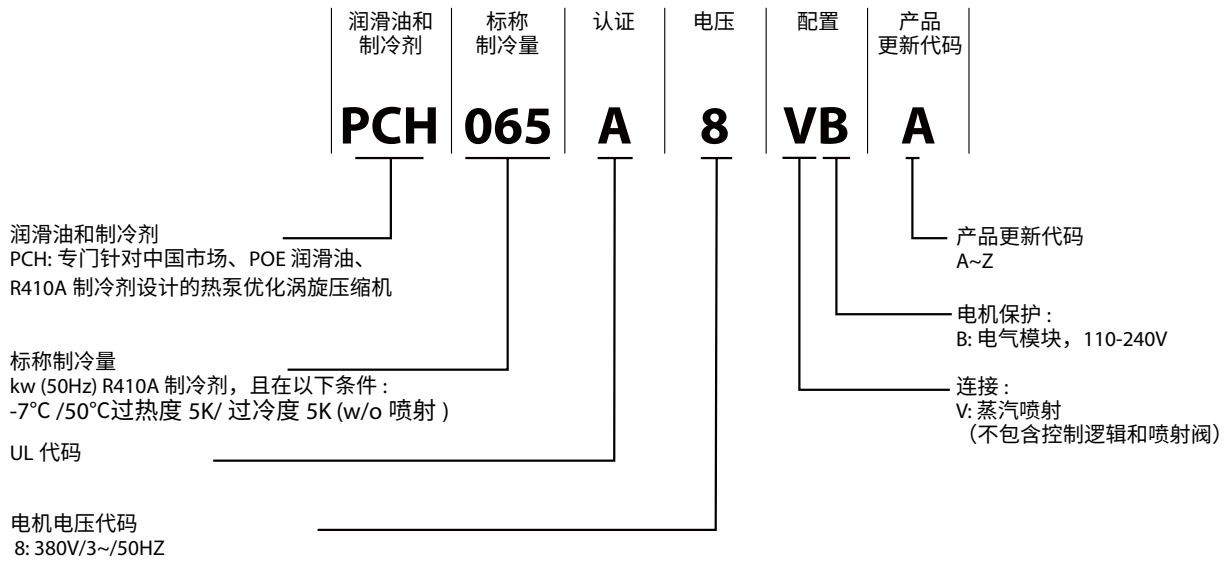 润滑油和
制冷剂
标称
制冷量
认证
电压
配置
产品
更新代码
PCH 065 A 8 VB A
润滑油和制冷剂
PCH: 专门针对中国市场、POE 润滑油、
R410A 制冷剂设计的热泵优化涡旋压缩机
标称制冷量
kw (50Hz) R410A 制冷剂，且在以下条件 :
-7°C /50°C过热度 5K/ 过冷度 5K (w/o 喷射 )
UL 代码
电机电压代码
8: 380V/3~/50HZ
产品更新代码
A~Z
电机保护 :
B: 电气模块，110-240V
连接 :
V: 蒸汽喷射
（不包含控制逻辑和喷射阀）